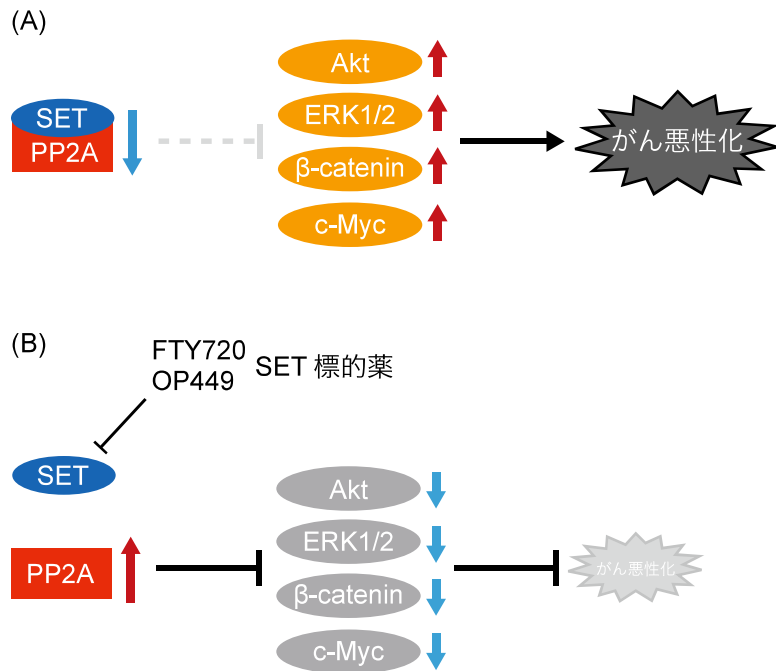 (A)
SET
PP2A
Akt
ERK1/2
β-catenin
c-Myc
がん悪性化
(B)
FTY720
OP449
SET 標的薬
SET
PP2A
Akt
ERK1/2
β-catenin
c-Myc
がん悪性化